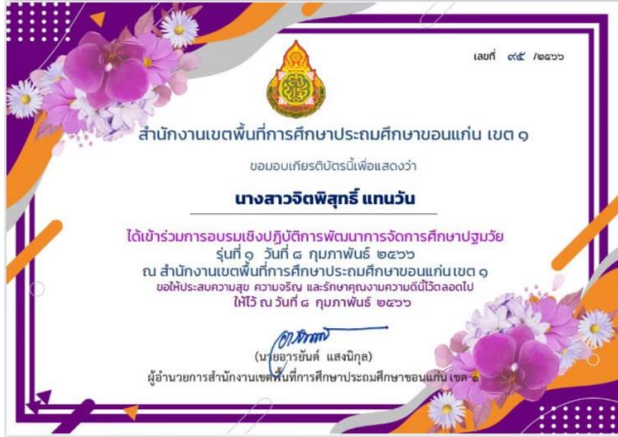 เลขที่ ๙๕ /๒๕๖๖
สำนักงานเขตพื้นที่การศึกษาประถมศึกษาขอนแก่น เขต ๑
ขอมอบเกียรติบัตรนี้เพื่อแสดงว่า
นางสาวจิตพิสุทธิ์ แทนวัน
ได้เข้าร่วมการอบรมเชิงปฏิบัติการพัฒนาการจัดการศึกษาปฐมวัย
รุ่นที่ ๑ วันที่ ๘ กุมภาพันธ์ ๒๕๖๖
ณ สำนักงานเขตพื้นที่การศึกษาประถมศึกษาขอนแก่น เขต ๑
ขอให้ประสบความสุข ความเจริญ และรักษาคุณงามความดีนี้ไว้ตลอดไป
ให้ไว้ ณ วันที่ ๘ กุมภาพันธ์ ๒๕๖๖
(นายอารยันต์ แสงนิกุล)
ผู้อำนวยการสำนักงานเขตพื้นที่การศึกษาประถมศึกษาขอนแก่น เขต ๑